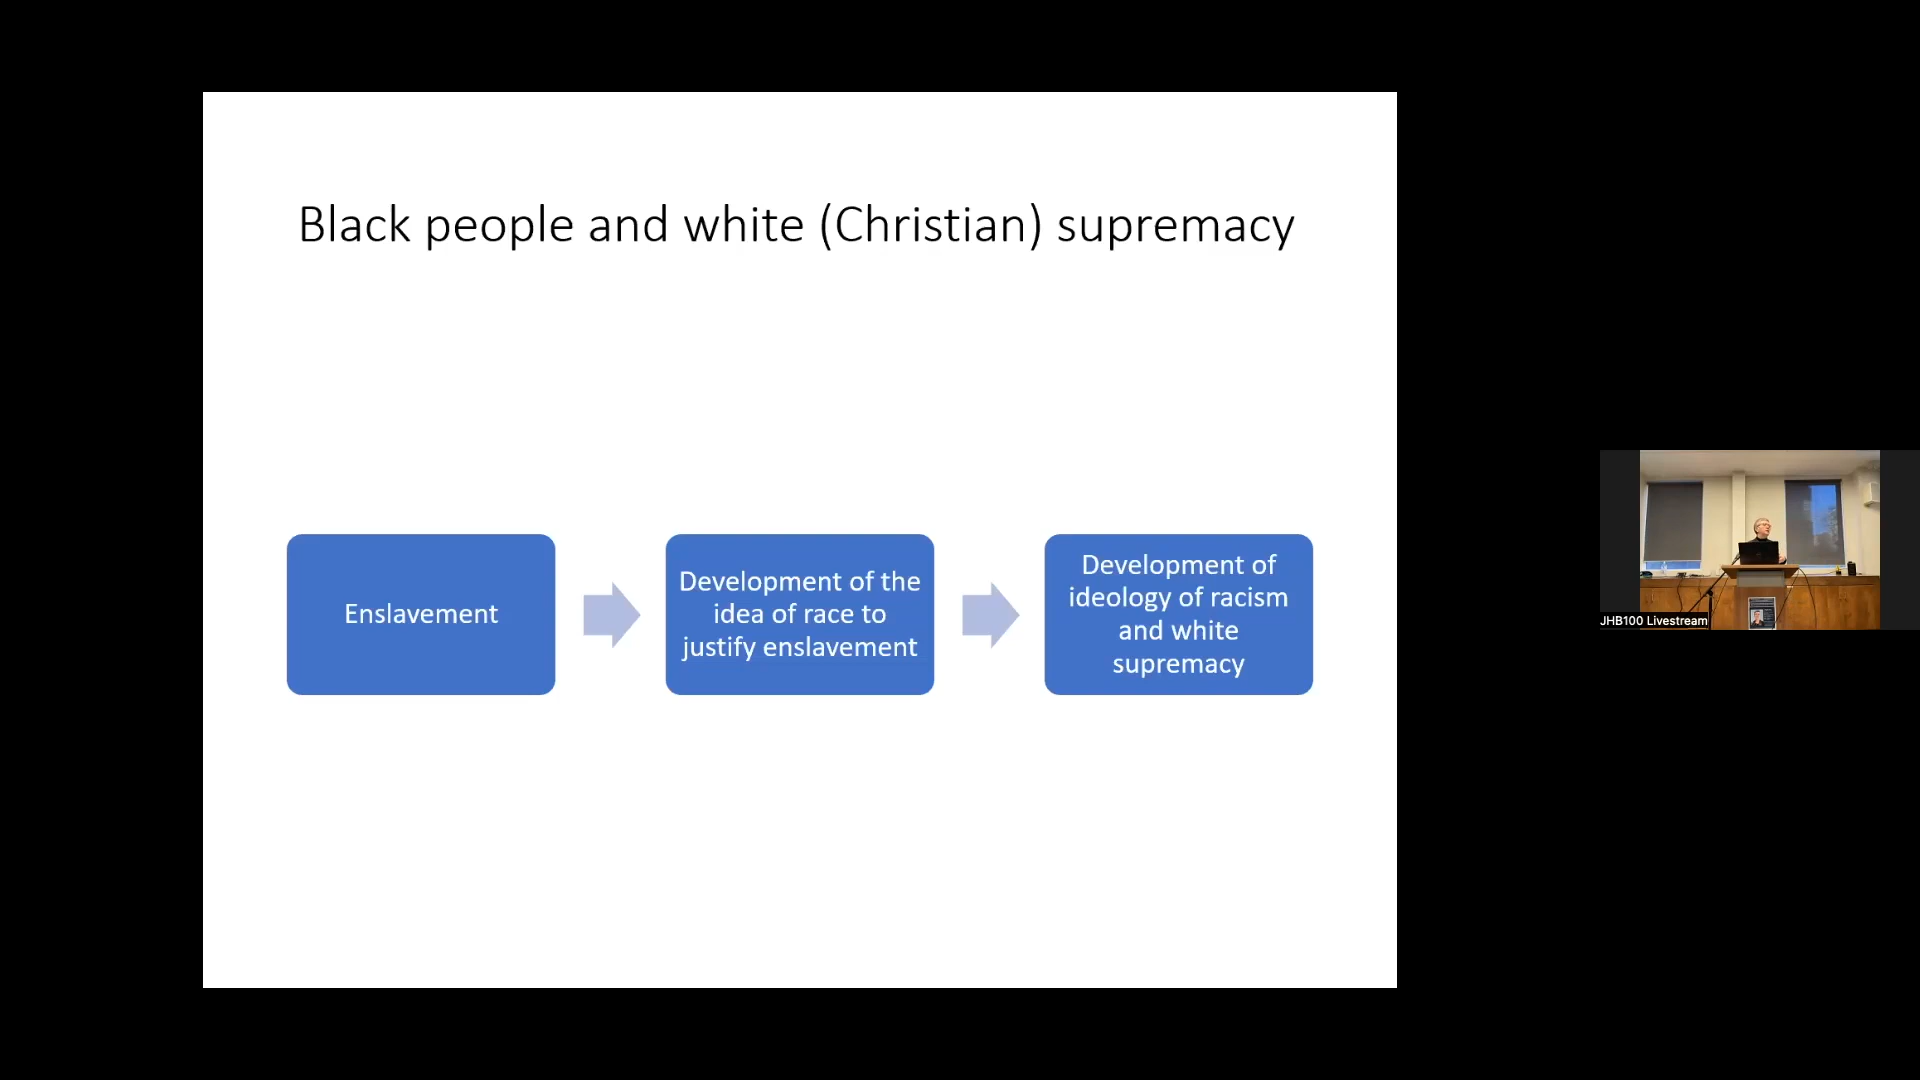 Black people and white (Christian) supremacy
Enslavement
Development of the
idea of race to
justify enslavement
Development of
ideology of racism
and white
supremacy
JHB100 Livestream